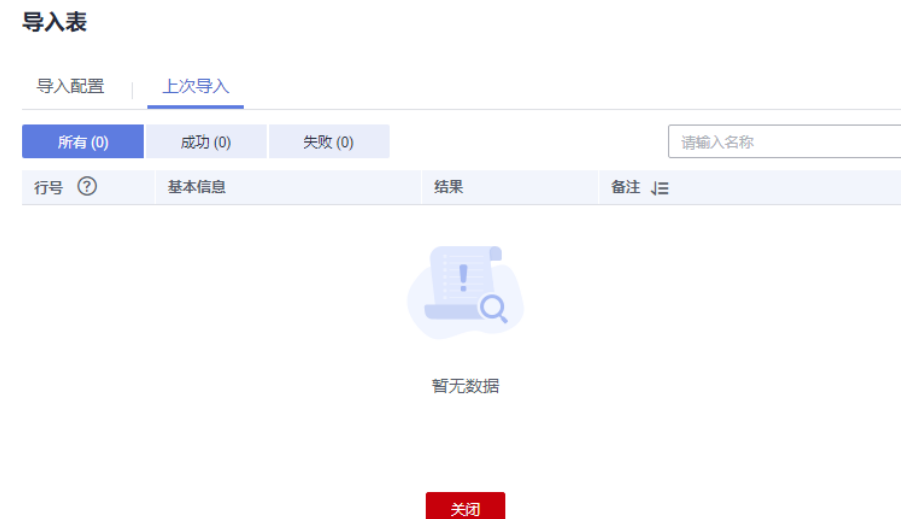 导入表
导入配置 上次导入
所有 (0) 成功 (0) 失败 (0) 请输入名称
行号 ? 基本信息 结果 备注
暂无数据
关闭